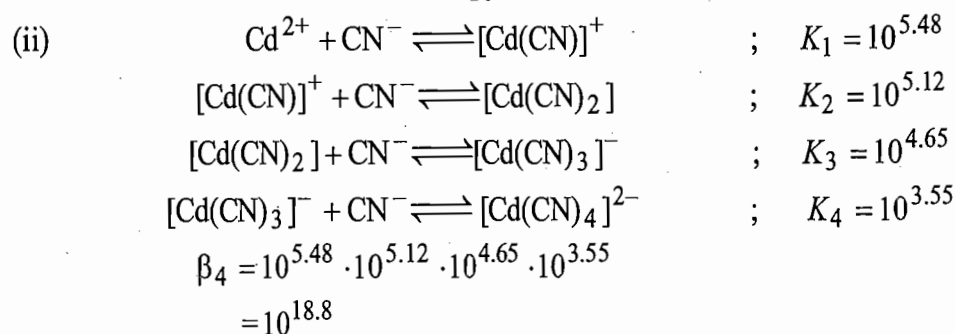 (ii) Cd²⁺ + CN⁻ ⇌ [Cd(CN)]⁺ ; K₁ = 10^5.48
[Cd(CN)]⁺ + CN⁻ ⇌ [Cd(CN)₂] ; K₂ = 10^5.12
[Cd(CN)₂] + CN⁻ ⇌ [Cd(CN)₃]⁻ ; K₃ = 10^4.65
[Cd(CN)₃]⁻ + CN⁻ ⇌ [Cd(CN)₄]²⁻ ; K₄ = 10^3.55
β₄ = 10^5.48 · 10^5.12 · 10^4.65 · 10^3.55
= 10^18.8